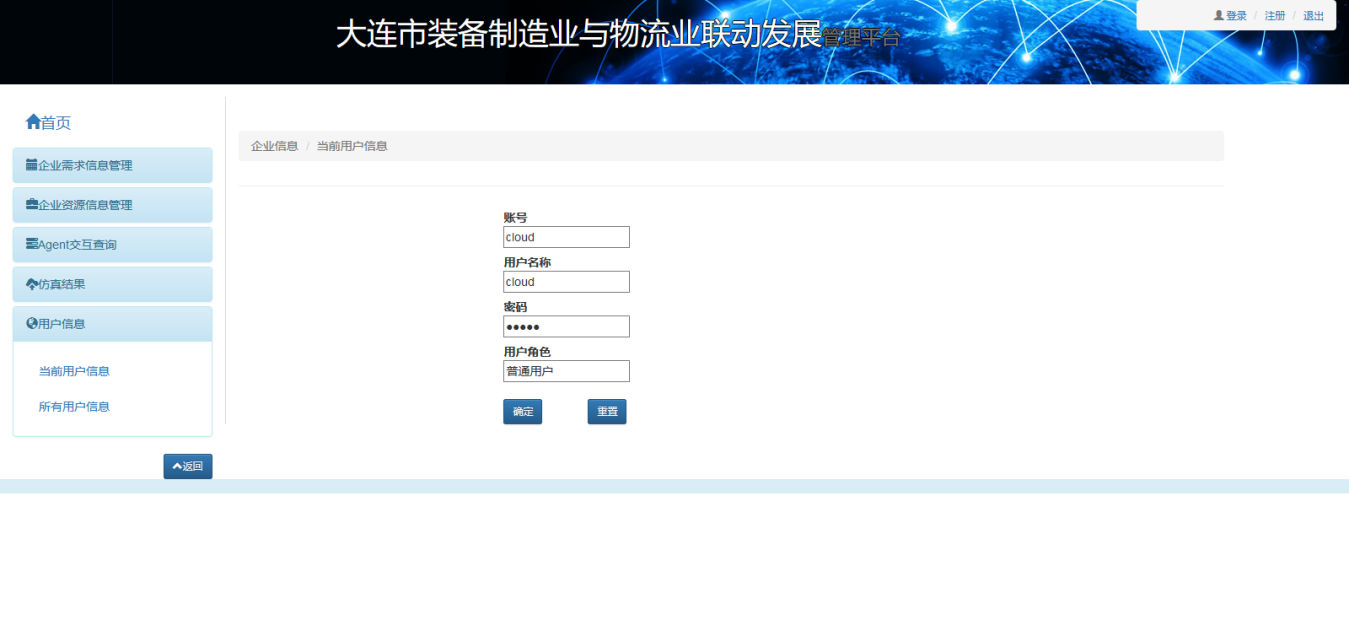 大连市装备制造业与物流业联动发展管理平台
登录 / 注册 / 退出
首页
企业需求信息管理
企业资源信息管理
Agent交互查询
仿真结果
用户信息
当前用户信息
所有用户信息
返回
企业信息 / 当前用户信息
账号
cloud
用户名称
cloud
密码
●●●●●
用户角色
普通用户
确定 重置